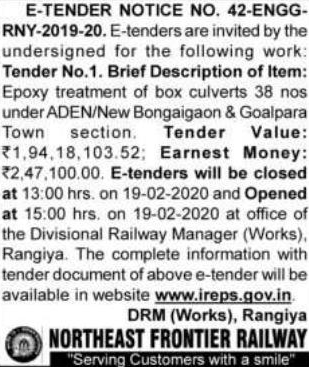 E-TENDER NOTICE NO. 42-ENGG-
RNY-2019-20. E-tenders are invited by the
undersigned for the following work:
Tender No.1. Brief Description of Item:
Epoxy treatment of box culverts 38 nos
under ADEN/New Bongaigaon & Goalpara
Town section. Tender Value:
₹1,94,18,103.52; Earnest Money:
₹2,47,100.00. E-tenders will be closed
at 13:00 hrs. on 19-02-2020 and Opened
at 15:00 hrs. on 19-02-2020 at office of
the Divisional Railway Manager (Works),
Rangiya. The complete information with
tender document of above e-tender will be
available in website www.ireps.gov.in.
DRM (Works), Rangiya
NORTHEAST FRONTIER RAILWAY
"Serving Customers with a smile"